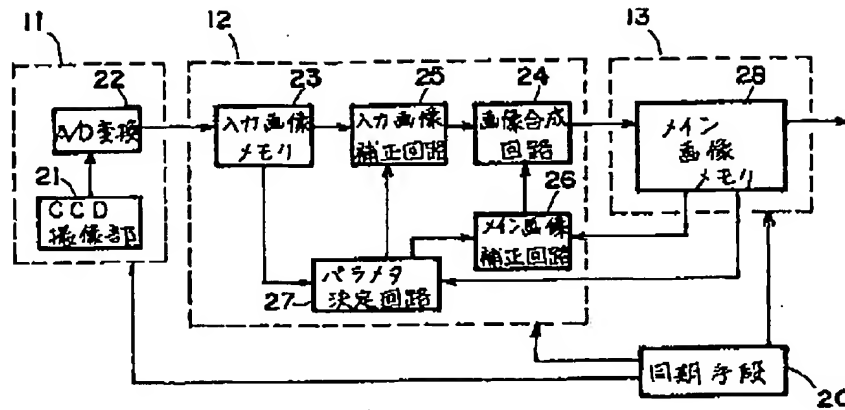 11
12
13
22
A/D変換
21
CCD
撮像部
23
入力画像
メモリ
25
入力画像
補正回路
24
画像合成
回路
26
メイン画像
補正回路
27
パラメタ
決定回路
28
メイン
画像
メモリ
同期手段
20